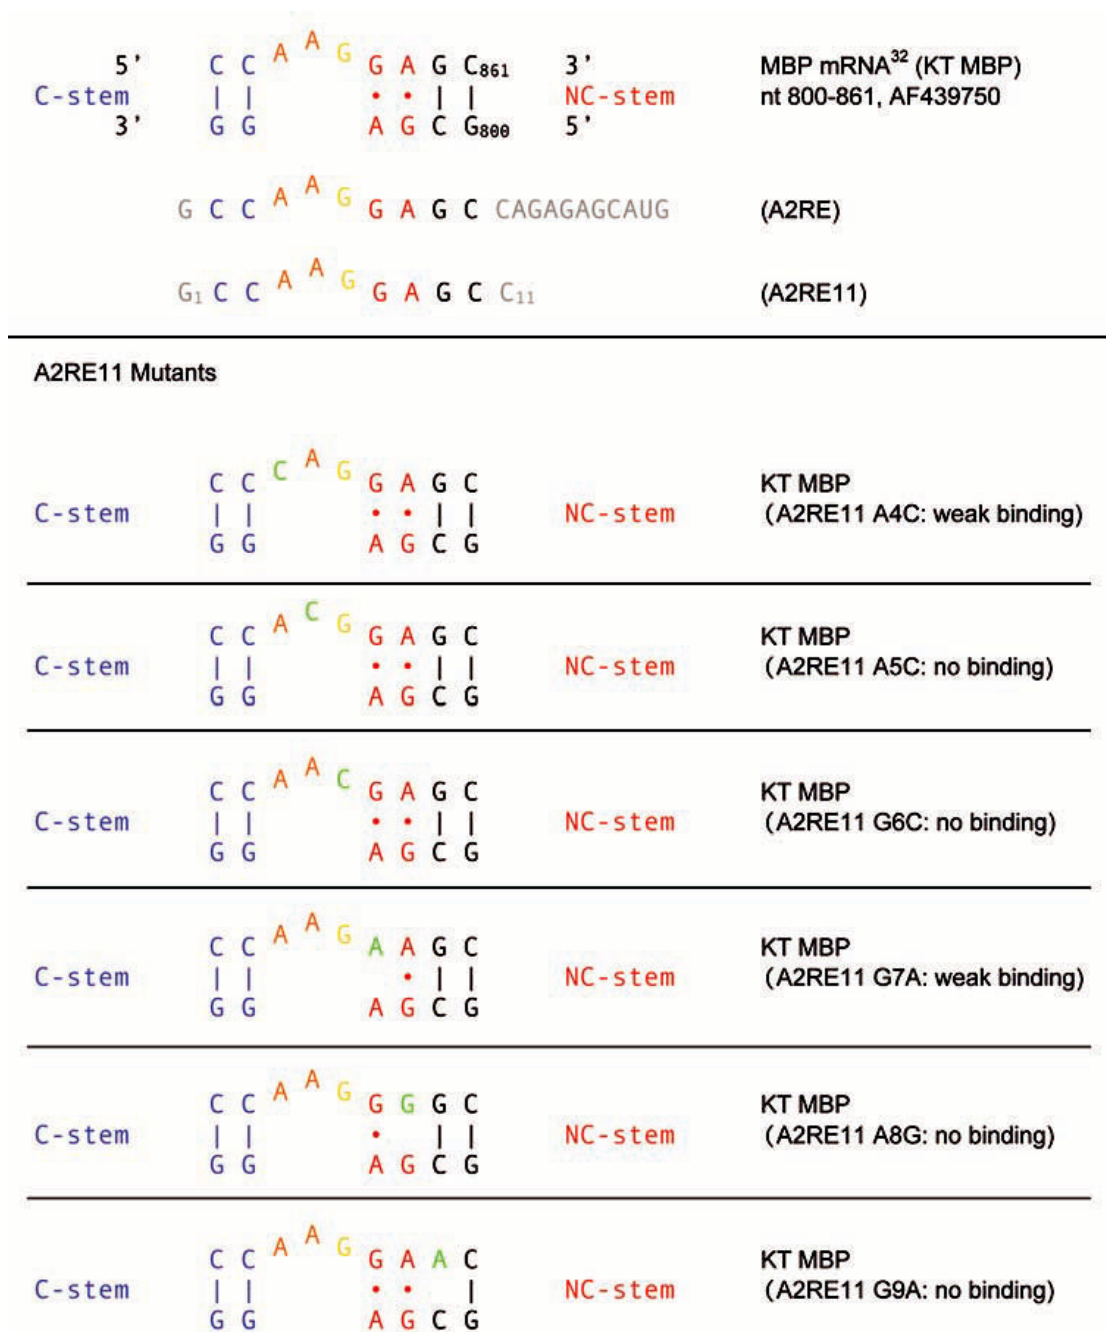 5' C C A A G G A G C861 3' MBP mRNA32 (KT MBP)
C-stem | | • • | | NC-stem nt 800-861, AF439750
3' G G A G C G800 5'
G C C A A G G A G C CAGAGAGCAUG (A2RE)
G1 C C A A G G A G C C11 (A2RE11)
A2RE11 Mutants
C C C A G G A G C KT MBP
C-stem | | • • | | NC-stem (A2RE11 A4C: weak binding)
G G A G C G
C C A C G G A G C KT MBP
C-stem | | • • | | NC-stem (A2RE11 A5C: no binding)
G G A G C G
C C A A C G A G C KT MBP
C-stem | | • • | | NC-stem (A2RE11 G6C: no binding)
G G A G C G
C C A A G A A G C KT MBP
C-stem | | • | | NC-stem (A2RE11 G7A: weak binding)
G G A G C G
C C A A G G G G C KT MBP
C-stem | | • | | NC-stem (A2RE11 A8G: no binding)
G G A G C G
C C A A G G A A C KT MBP
C-stem | | • • | NC-stem (A2RE11 G9A: no binding)
G G A G C G